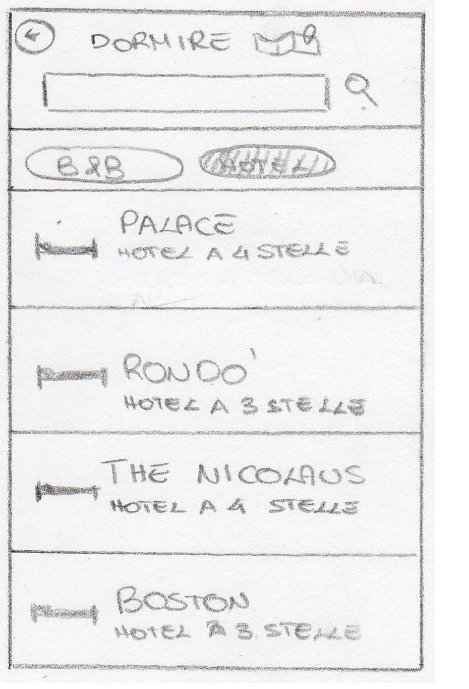 DORMIRE
B&B HOTEL
PALACE
HOTEL A 4 STELLE
RONDO'
HOTEL A 3 STELLE
THE NICOLAUS
HOTEL A 4 STELLE
BOSTON
HOTEL A 3 STELLE